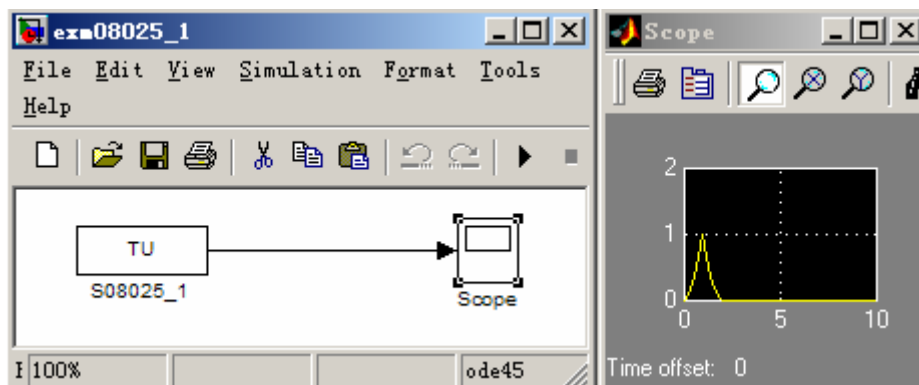 exm08025_1
File Edit View Simulation Format Tools
Help
TU
S08025_1
Scope
100%
ode45
Scope
2
1
0
0 5 10
Time offset: 0